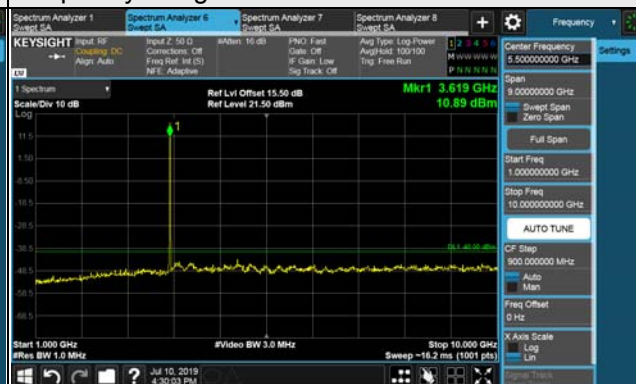 Spectrum Analyzer 1
Swept SA
Spectrum Analyzer 6
Swept SA
Spectrum Analyzer 7
Swept SA
Spectrum Analyzer 8
Swept SA
+
Frequency
KEYSIGHT
Input: RF
Coupling: DC
Align: Auto
Input Z: 50 Ω
Corrections: Off
Freq Ref: Int (S)
NFE: Adaptive
#Atten: 16 dB
PNO: Fast
Gate: Off
IF Gain: Low
Sig Track: Off
Avg Type: Log-Power
Avg|Hold: 100/100
Trig: Free Run
1 2 3 4 5 6
M W W W W W
P N N N N N
LXI
1 Spectrum
Scale/Div 10 dB
Log
Ref Lvl Offset 15.50 dB
Ref Level 21.50 dBm
Mkr1 3.619 GHz
10.89 dBm
1
11.5
1.50
-8.50
-18.5
-28.5
-38.5
-48.5
-58.5
-68.5
DL1 -40.00 dBm
Start 1.000 GHz
#Res BW 1.0 MHz
#Video BW 3.0 MHz
Stop 10.000 GHz
Sweep ~16.2 ms (1001 pts)
Jul 10, 2019
4:30:03 PM
Center Frequency
5.500000000 GHz
Settings
Span
9.00000000 GHz
Swept Span
Zero Span
Full Span
Start Freq
1.000000000 GHz
Stop Freq
10.000000000 GHz
AUTO TUNE
CF Step
900.000000 MHz
Auto
Man
Freq Offset
0 Hz
X Axis Scale
Log
Lin
Signal Track